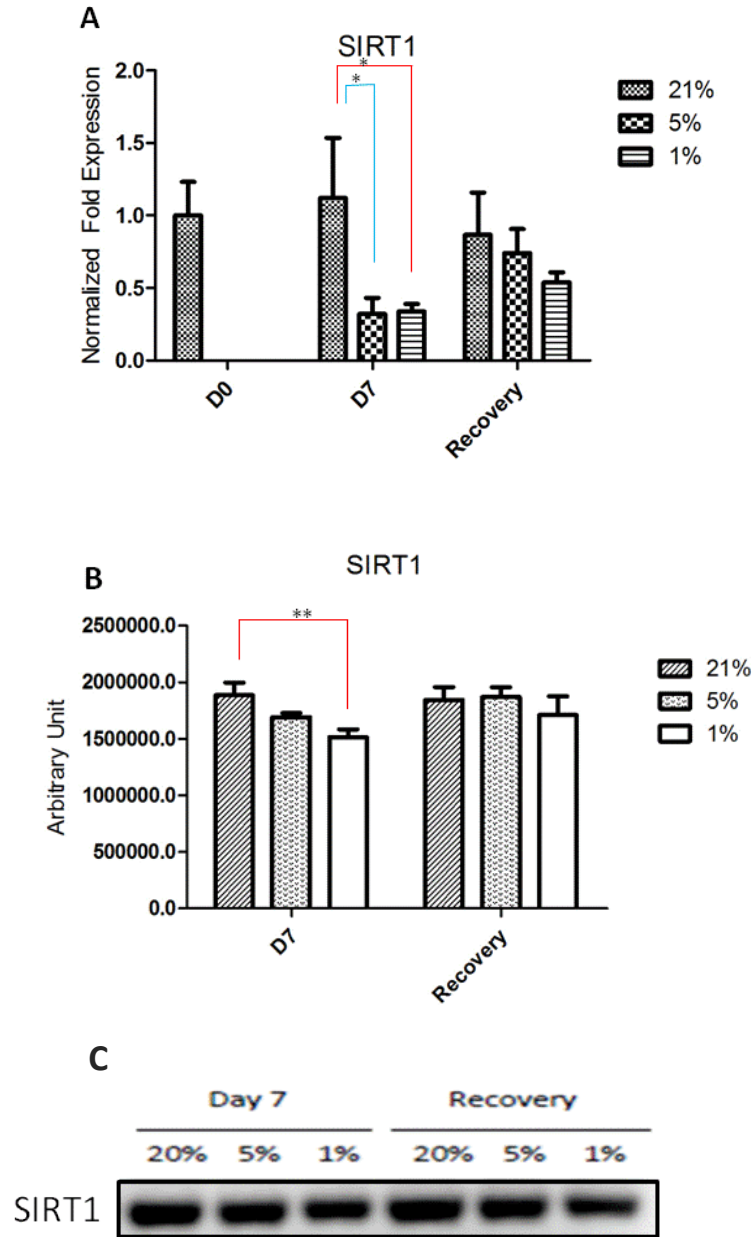 A
SIRT1
*
*
2.0
1.5
1.0
0.5
0.0
Normalized Fold Expression
21%
5%
1%
D0
D7
Recovery
B
SIRT1
**
2500000.0
2000000.0
1500000.0
1000000.0
500000.0
0.0
Arbitrary Unit
21%
5%
1%
D7
Recovery
C
Day 7 Recovery
20% 5% 1% 20% 5% 1%
SIRT1